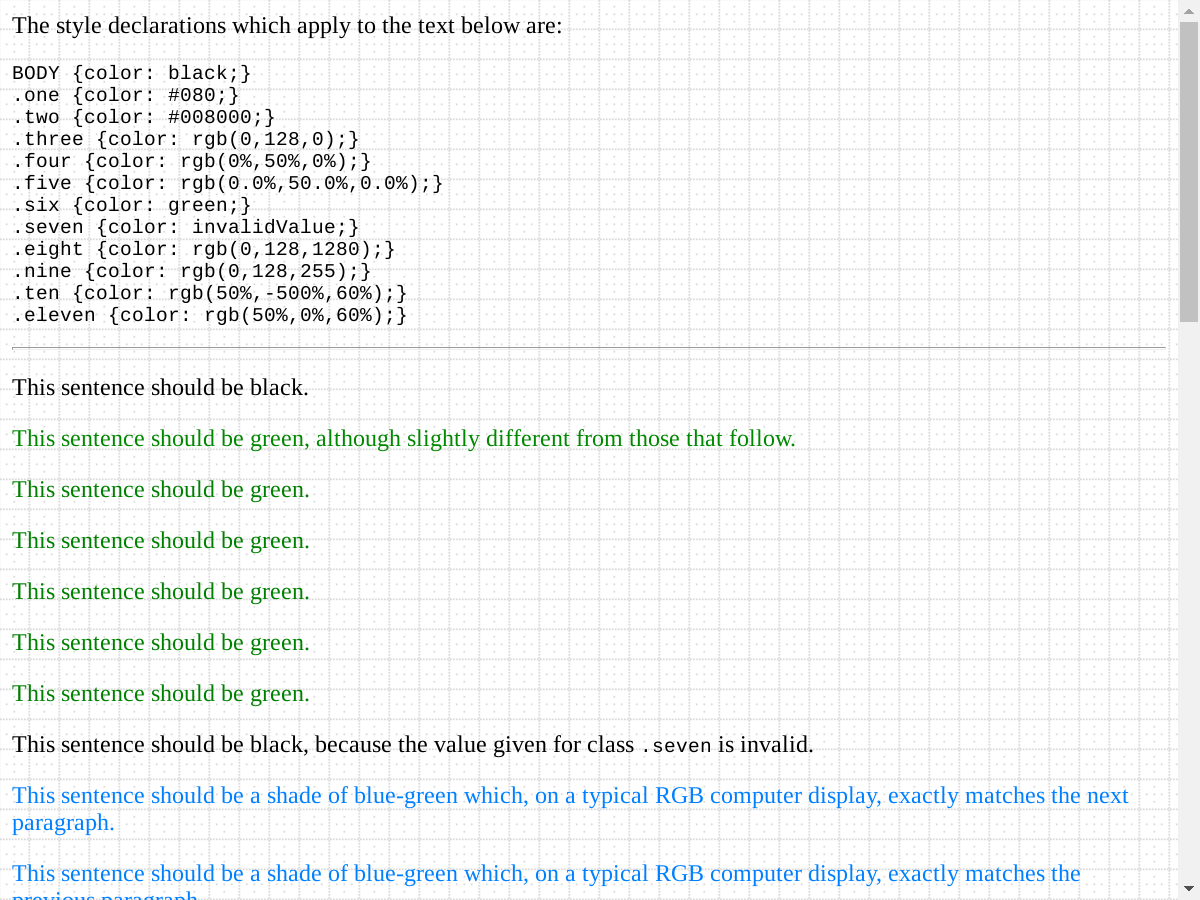 The style declarations which apply to the text below are:
BODY {color: black;}
.one {color: #080;}
.two {color: #008000;}
.three {color: rgb(0,128,0);}
.four {color: rgb(0%,50%,0%);}
.five {color: rgb(0.0%,50.0%,0.0%);}
.six {color: green;}
.seven {color: invalidValue;}
.eight {color: rgb(0,128,1280);}
.nine {color: rgb(0,128,255);}
.ten {color: rgb(50%,-500%,60%);}
.eleven {color: rgb(50%,0%,60%);}
This sentence should be black.
This sentence should be green, although slightly different from those that follow.
This sentence should be green.
This sentence should be green.
This sentence should be green.
This sentence should be green.
This sentence should be green.
This sentence should be black, because the value given for class .seven is invalid.
This sentence should be a shade of blue-green which, on a typical RGB computer display, exactly matches the next
paragraph.
This sentence should be a shade of blue-green which, on a typical RGB computer display, exactly matches the
previous paragraph.